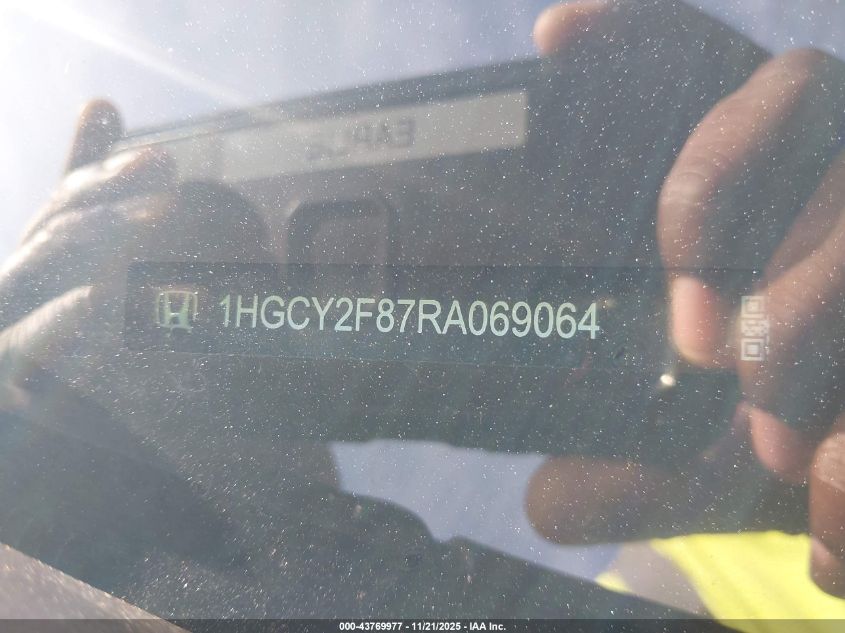 1HGCY2F87RA069064
000-43769977 - 11/21/2025 - IAA Inc.